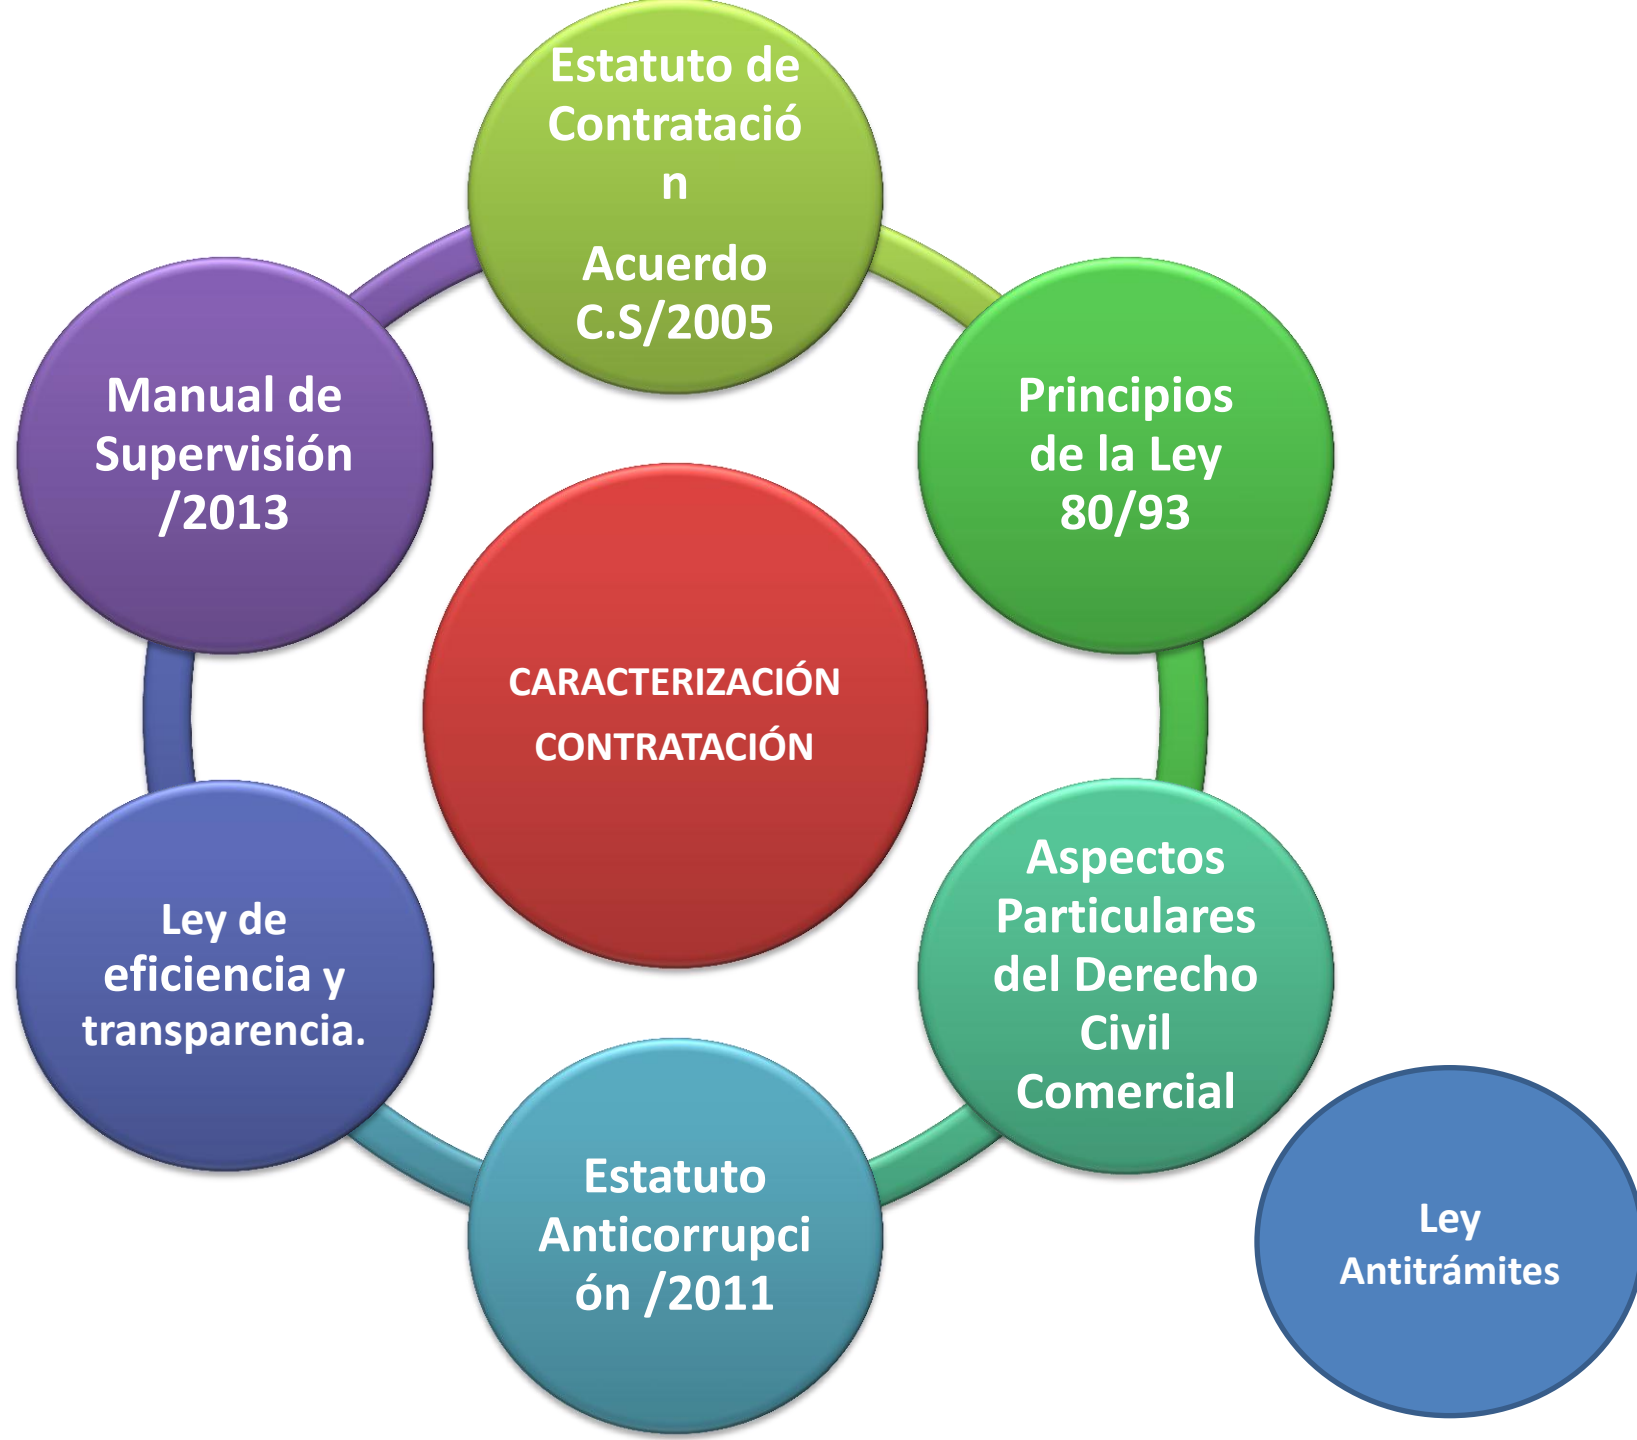 Estatuto de
Contratació
n
Acuerdo
C.S/2005
Principios
de la Ley
80/93
Aspectos
Particulares
del Derecho
Civil
Comercial
Ley
Antitrámites
Estatuto
Anticorrupci
ón /2011
Ley de
eficiencia y
transparencia.
Manual de
Supervisión
/2013
CARACTERIZACIÓN
CONTRATACIÓN